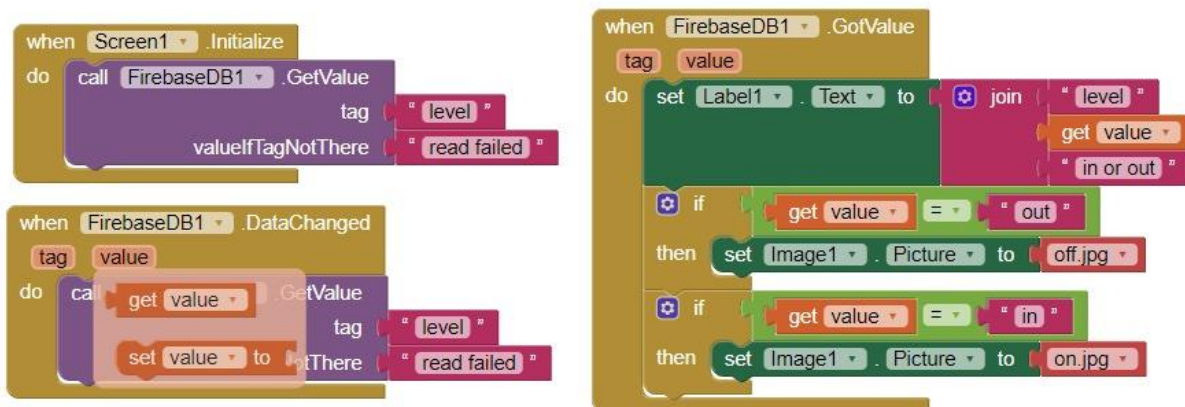 when Screen1 .Initialize
do call FirebaseDB1 .GetValue
tag " level "
valueIfTagNotThere " read failed "
when FirebaseDB1 .DataChanged
tag value
do call .GetValue
get value
tag " level "
set value to
" read failed "
when FirebaseDB1 .GotValue
tag value
do set Label1 . Text to join " level "
get value
" in or out "
if get value = " out "
then set Image1 . Picture to off.jpg
if get value = " in "
then set Image1 . Picture to on.jpg